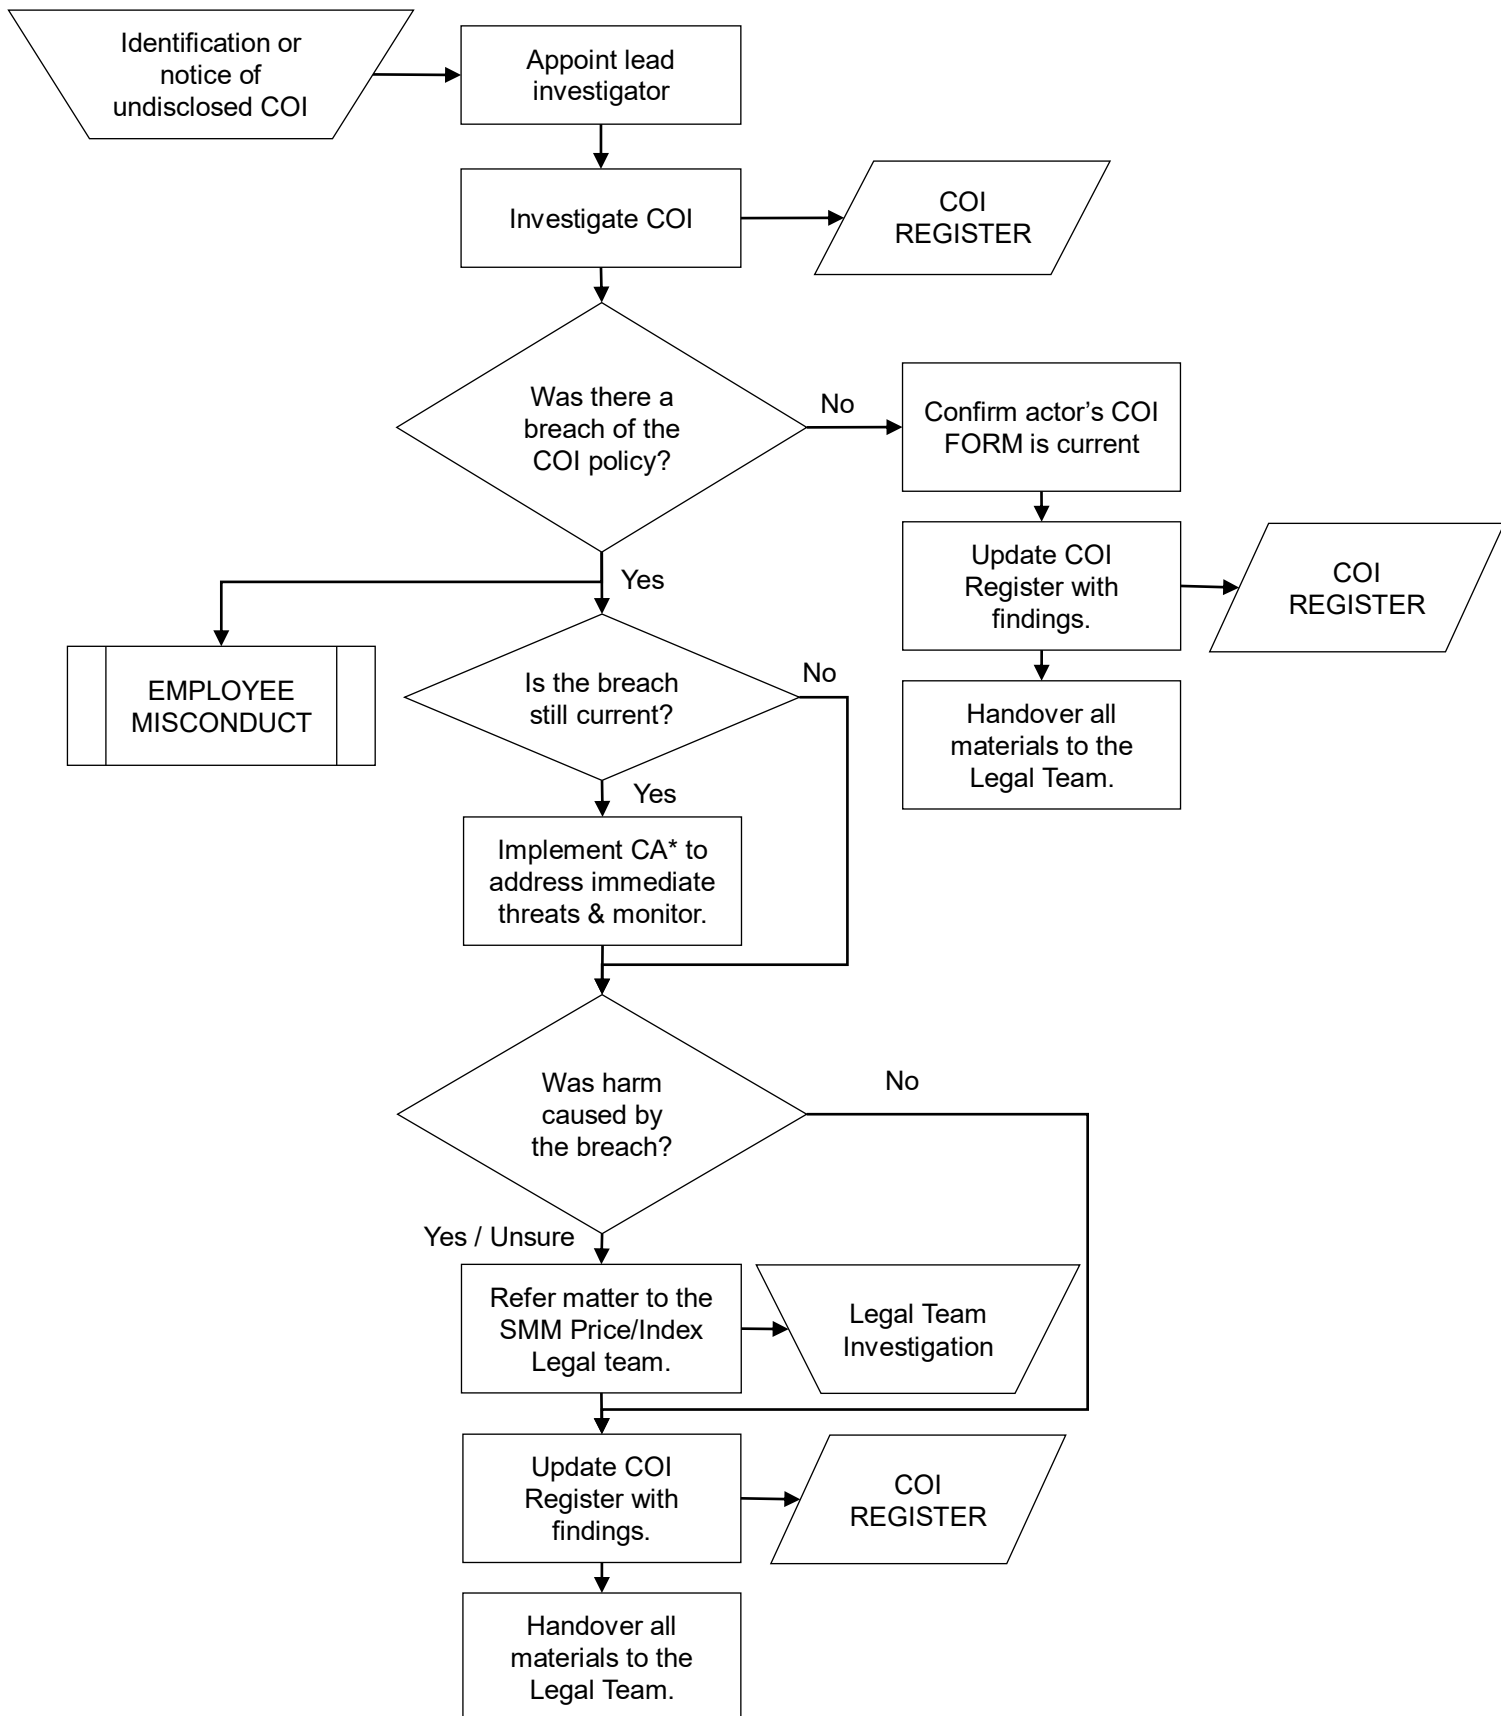 Identification or
notice of
undisclosed COI
Appoint lead
investigator
Investigate COI
COI
REGISTER
Was there a
breach of the
COI policy?
No
Confirm actor’s COI
FORM is current
Update COI
Register with
findings.
COI
REGISTER
Handover all
materials to the
Legal Team.
Yes
EMPLOYEE
MISCONDUCT
Is the breach
still current?
No
Yes
Implement CA* to
address immediate
threats & monitor.
Was harm
caused by
the breach?
No
Yes / Unsure
Refer matter to the
SMM Price/Index
Legal team.
Legal Team
Investigation
Update COI
Register with
findings.
COI
REGISTER
Handover all
materials to the
Legal Team.